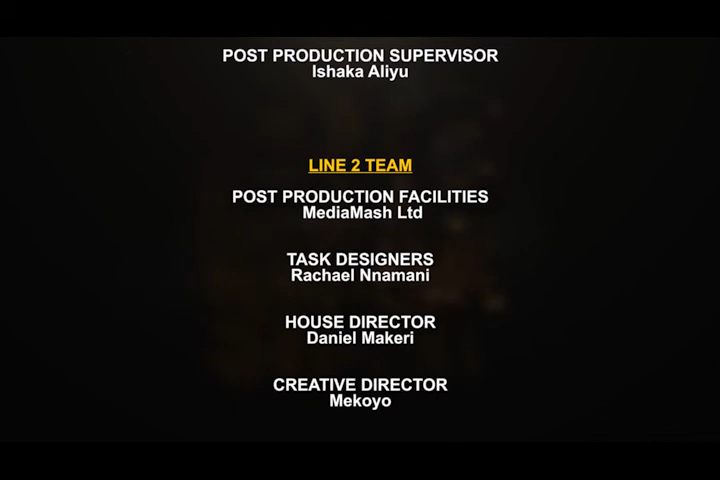 POST PRODUCTION SUPERVISOR
Ishaka Aliyu
LINE 2 TEAM
POST PRODUCTION FACILITIES
MediaMash Ltd
TASK DESIGNERS
Rachael Nnamani
HOUSE DIRECTOR
Daniel Makeri
CREATIVE DIRECTOR
Mekoyo